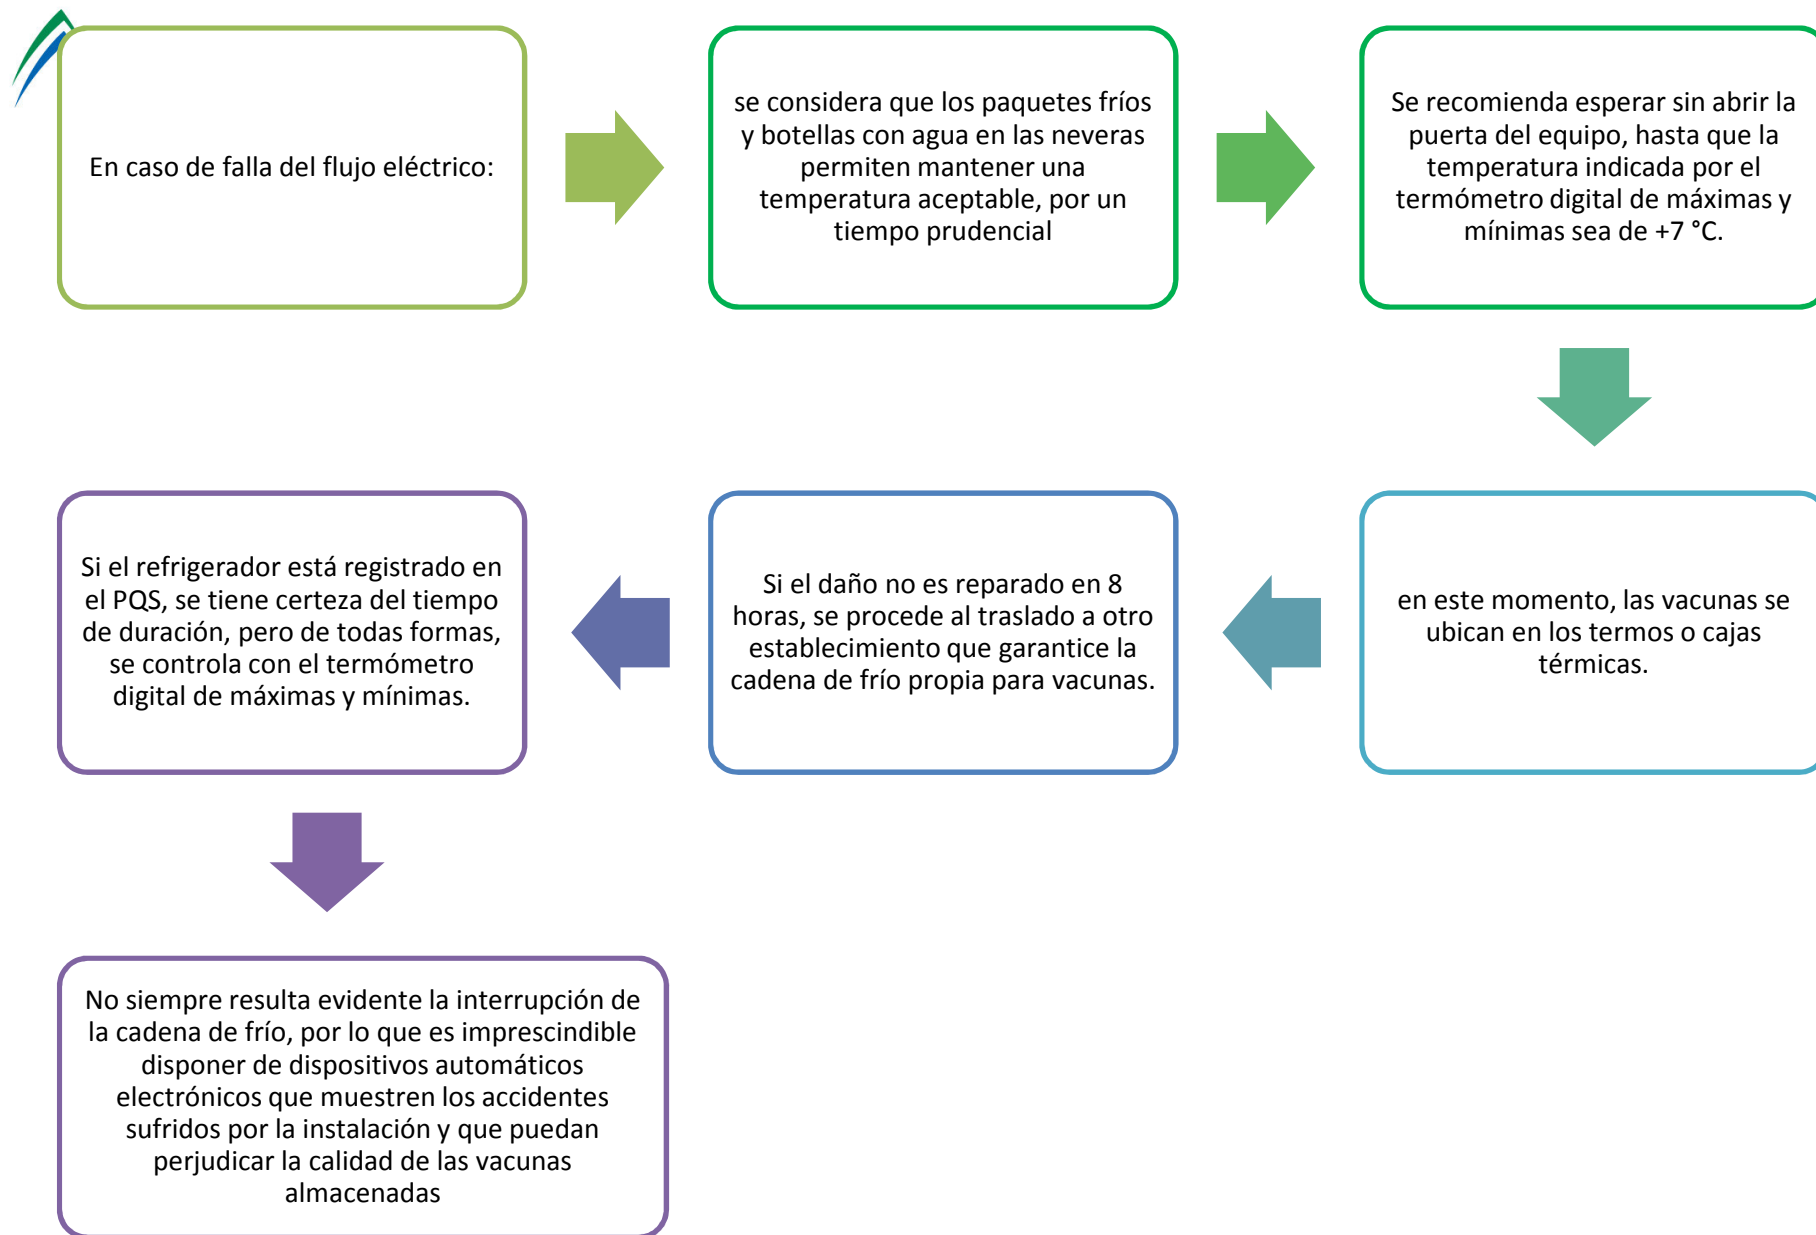 En caso de falla del flujo eléctrico:
se considera que los paquetes fríos
y botellas con agua en las neveras
permiten mantener una
temperatura aceptable, por un
tiempo prudencial
Se recomienda esperar sin abrir la
puerta del equipo, hasta que la
temperatura indicada por el
termómetro digital de máximas y
mínimas sea de +7 °C.
en este momento, las vacunas se
ubican en los termos o cajas
térmicas.
Si el daño no es reparado en 8
horas, se procede al traslado a otro
establecimiento que garantice la
cadena de frío propia para vacunas.
Si el refrigerador está registrado en
el PQS, se tiene certeza del tiempo
de duración, pero de todas formas,
se controla con el termómetro
digital de máximas y mínimas.
No siempre resulta evidente la interrupción de
la cadena de frío, por lo que es imprescindible
disponer de dispositivos automáticos
electrónicos que muestren los accidentes
sufridos por la instalación y que puedan
perjudicar la calidad de las vacunas
almacenadas